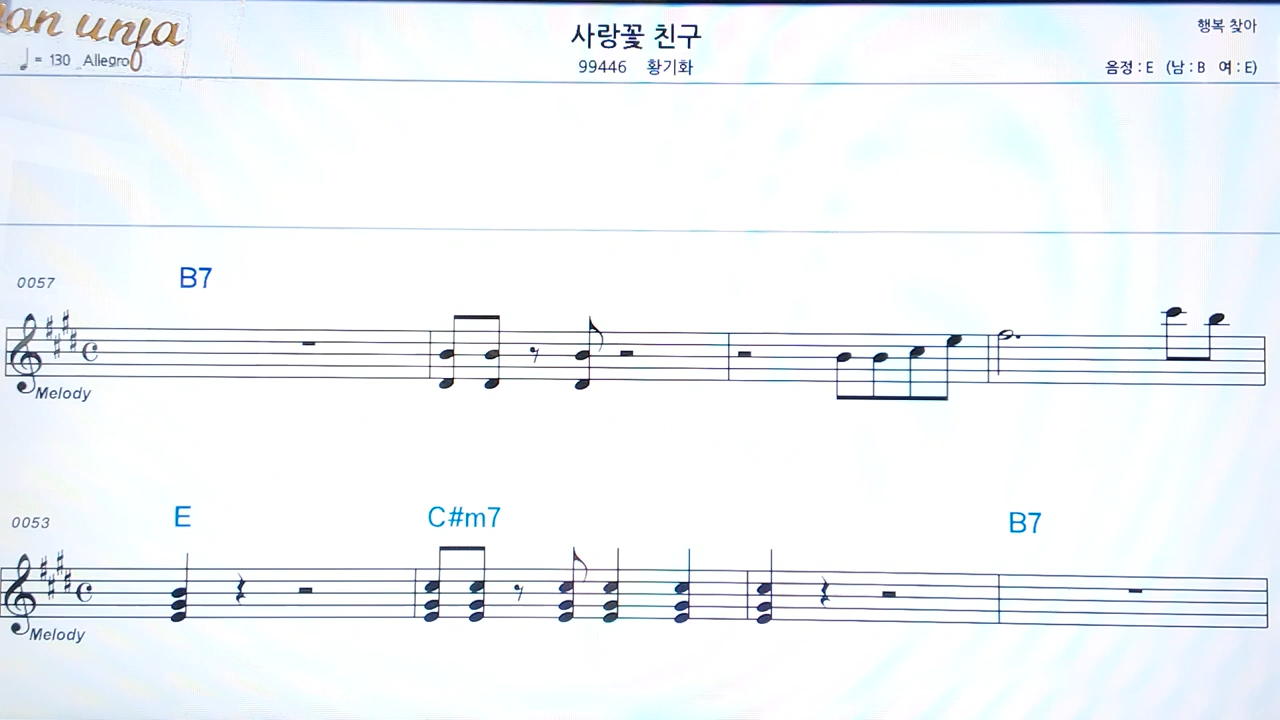 ♩ = 130 Allegro
사랑꽃 친구
99446 황기화
행복 찾아
음정 : E (남 : B 여 : E)
B7
0057
Melody
E C#m7 B7
0053
Melody